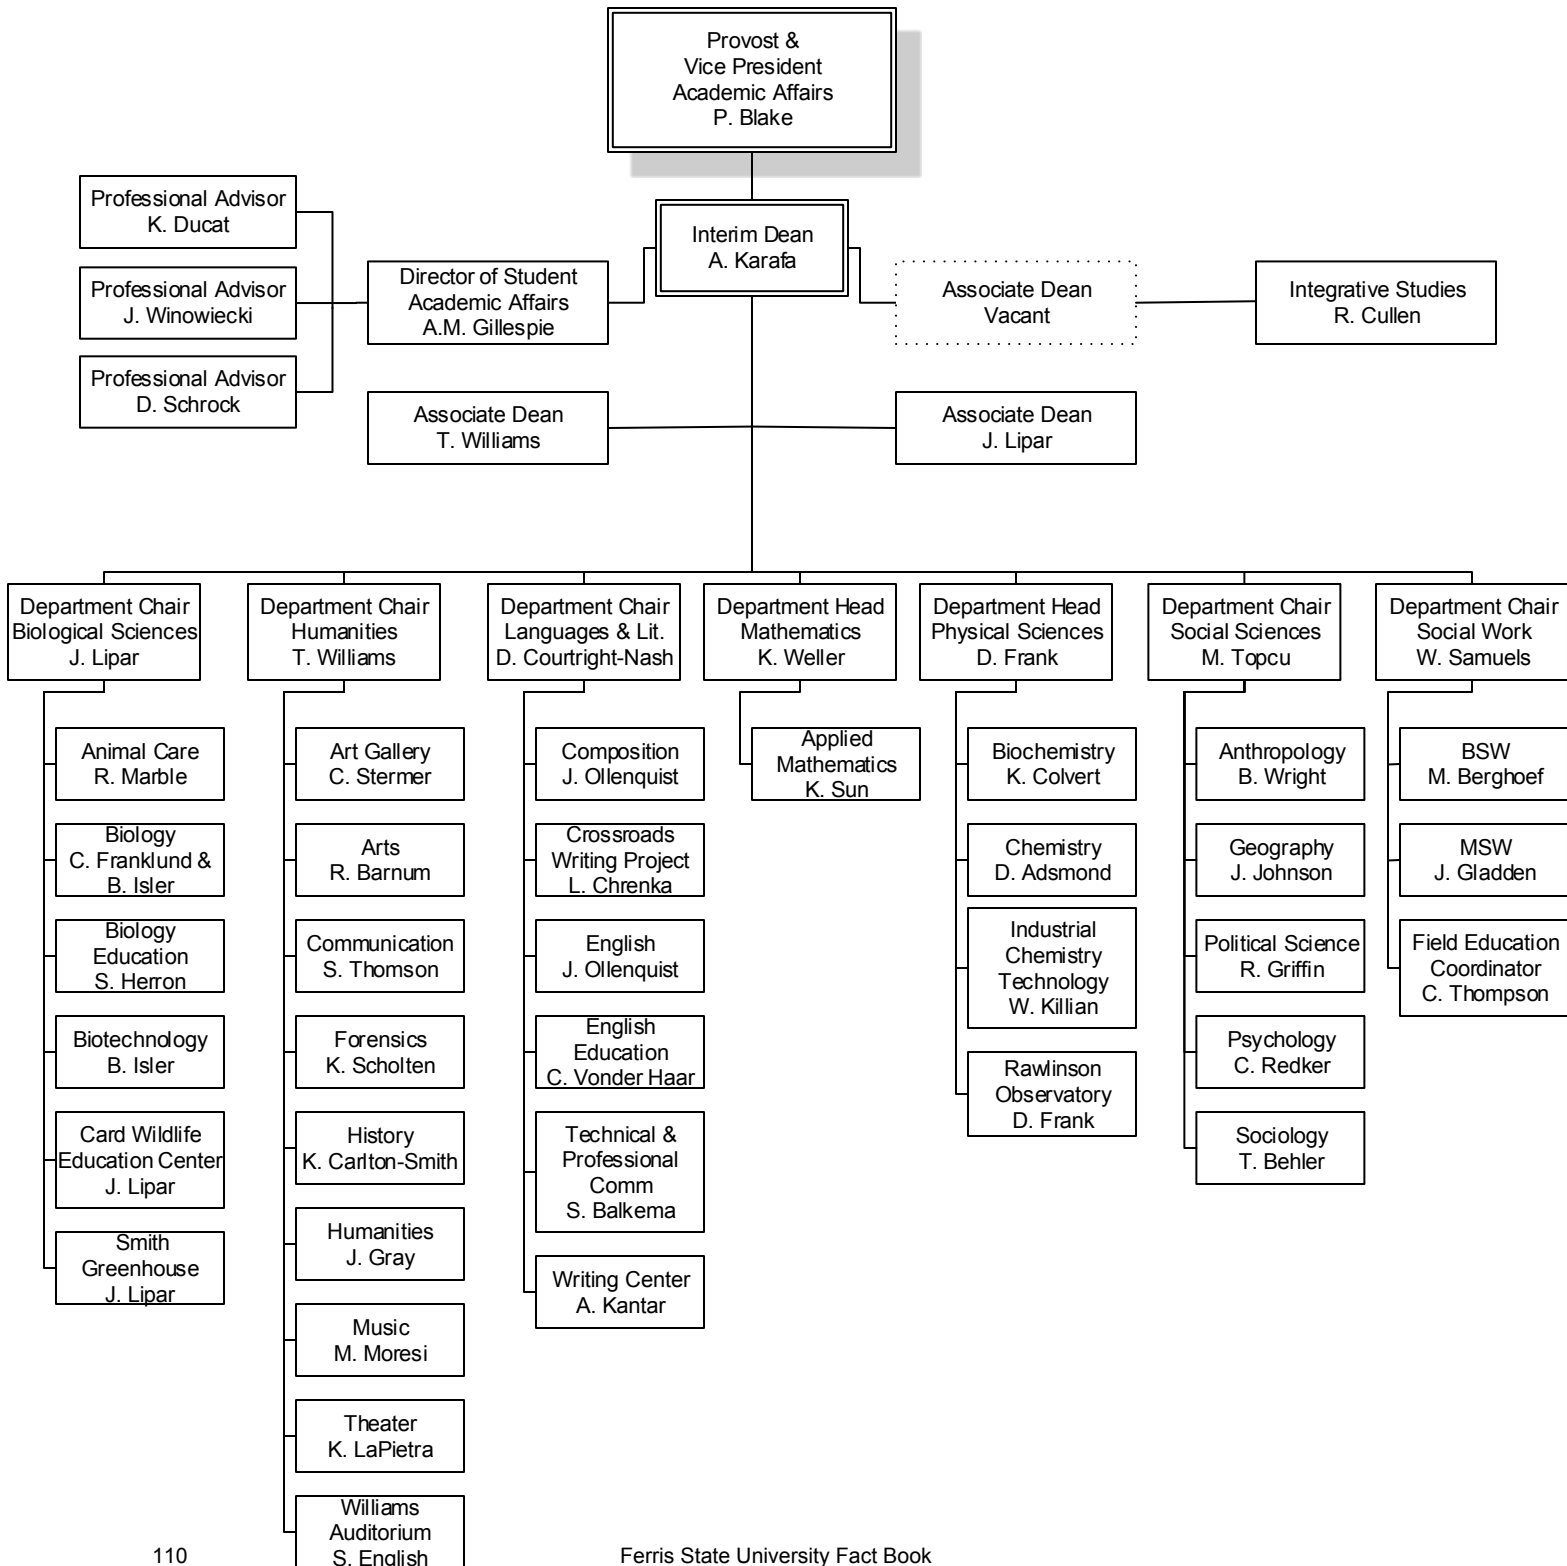 Provost &
Vice President
Academic Affairs
P. Blake
Interim Dean
A. Karafa
Professional Advisor
K. Ducat
Professional Advisor
J. Winowiecki
Professional Advisor
D. Schrock
Director of Student
Academic Affairs
A.M. Gillespie
Associate Dean
Vacant
Integrative Studies
R. Cullen
Associate Dean
T. Williams
Associate Dean
J. Lipar
Department Chair
Biological Sciences
J. Lipar
Animal Care
R. Marble
Biology
C. Franklund &
B. Isler
Biology
Education
S. Herron
Biotechnology
B. Isler
Card Wildlife
Education Center
J. Lipar
Smith
Greenhouse
J. Lipar
Department Chair
Humanities
T. Williams
Art Gallery
C. Stermer
Arts
R. Barnum
Communication
S. Thomson
Forensics
K. Scholten
History
K. Carlton-Smith
Humanities
J. Gray
Music
M. Moresi
Theater
K. LaPietra
Williams
Auditorium
S. English
Department Chair
Languages & Lit.
D. Courtright-Nash
Composition
J. Ollenquist
Crossroads
Writing Project
L. Chrenka
English
J. Ollenquist
English
Education
C. Vonder Haar
Technical &
Professional
Comm
S. Balkema
Writing Center
A. Kantar
Department Head
Mathematics
K. Weller
Applied
Mathematics
K. Sun
Department Head
Physical Sciences
D. Frank
Biochemistry
K. Colvert
Chemistry
D. Adsmond
Industrial
Chemistry
Technology
W. Killian
Rawlinson
Observatory
D. Frank
Department Chair
Social Sciences
M. Topcu
Anthropology
B. Wright
Geography
J. Johnson
Political Science
R. Griffin
Psychology
C. Redker
Sociology
T. Behler
Department Chair
Social Work
W. Samuels
BSW
M. Berghoef
MSW
J. Gladden
Field Education
Coordinator
C. Thompson
110
Ferris State University Fact Book